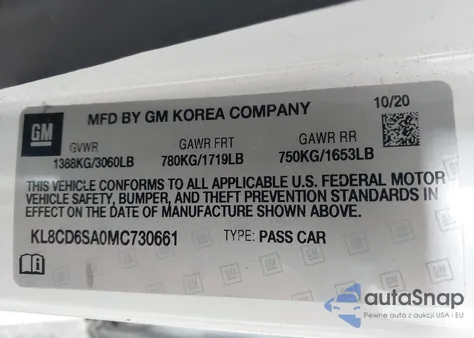 MFD BY GM KOREA COMPANY
10/20
GM
GVWR
GAWR FRT
GAWR RR
1388KG/3060LB
780KG/1719LB
750KG/1653LB
THIS VEHICLE CONFORMS TO ALL APPLICABLE U.S. FEDERAL MOTOR
VEHICLE SAFETY, BUMPER, AND THEFT PREVENTION STANDARDS IN
EFFECT ON THE DATE OF MANUFACTURE SHOWN ABOVE.
KL8CD6SA0MC730661
TYPE: PASS CAR
autoSnap
Pewne auta z aukcji USA i EU